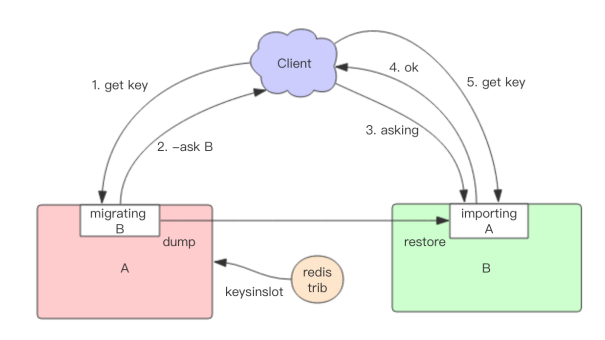 Client
1. get key
2. –ask B
3. asking
4. ok
5. get key
migrating
B
dump
A
importing
A
restore
B
redis
trib
keysinslot